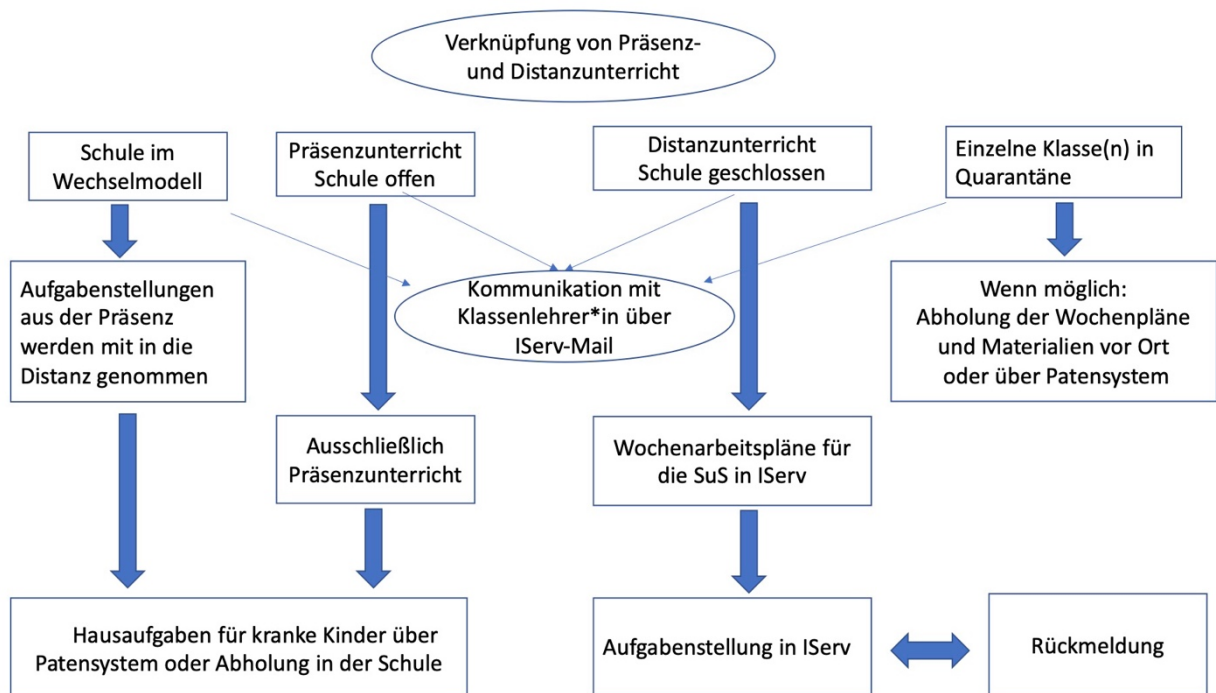 Verknüpfung von Präsenz-
und Distanzunterricht
Schule im
Wechselmodell
Präsenzunterricht
Schule offen
Distanzunterricht
Schule geschlossen
Einzelne Klasse(n) in
Quarantäne
Aufgabenstellungen
aus der Präsenz
werden mit in die
Distanz genommen
Kommunikation mit
Klassenlehrer*in über
IServ-Mail
Wenn möglich:
Abholung der Wochenpläne
und Materialien vor Ort
oder über Patensystem
Ausschließlich
Präsenzunterricht
Wochenarbeitspläne für
die SuS in IServ
Hausaufgaben für kranke Kinder über
Patensystem oder Abholung in der Schule
Aufgabenstellung in IServ
Rückmeldung